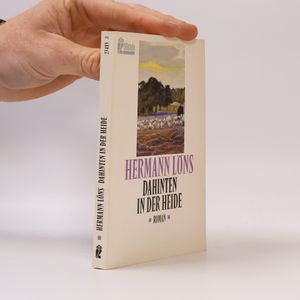 HERMANN LÖNS
DAHINTEN
IN DER HEIDE
* ROMAN *
HERMANN LÖNS DAHINTEN IN DER HEIDE